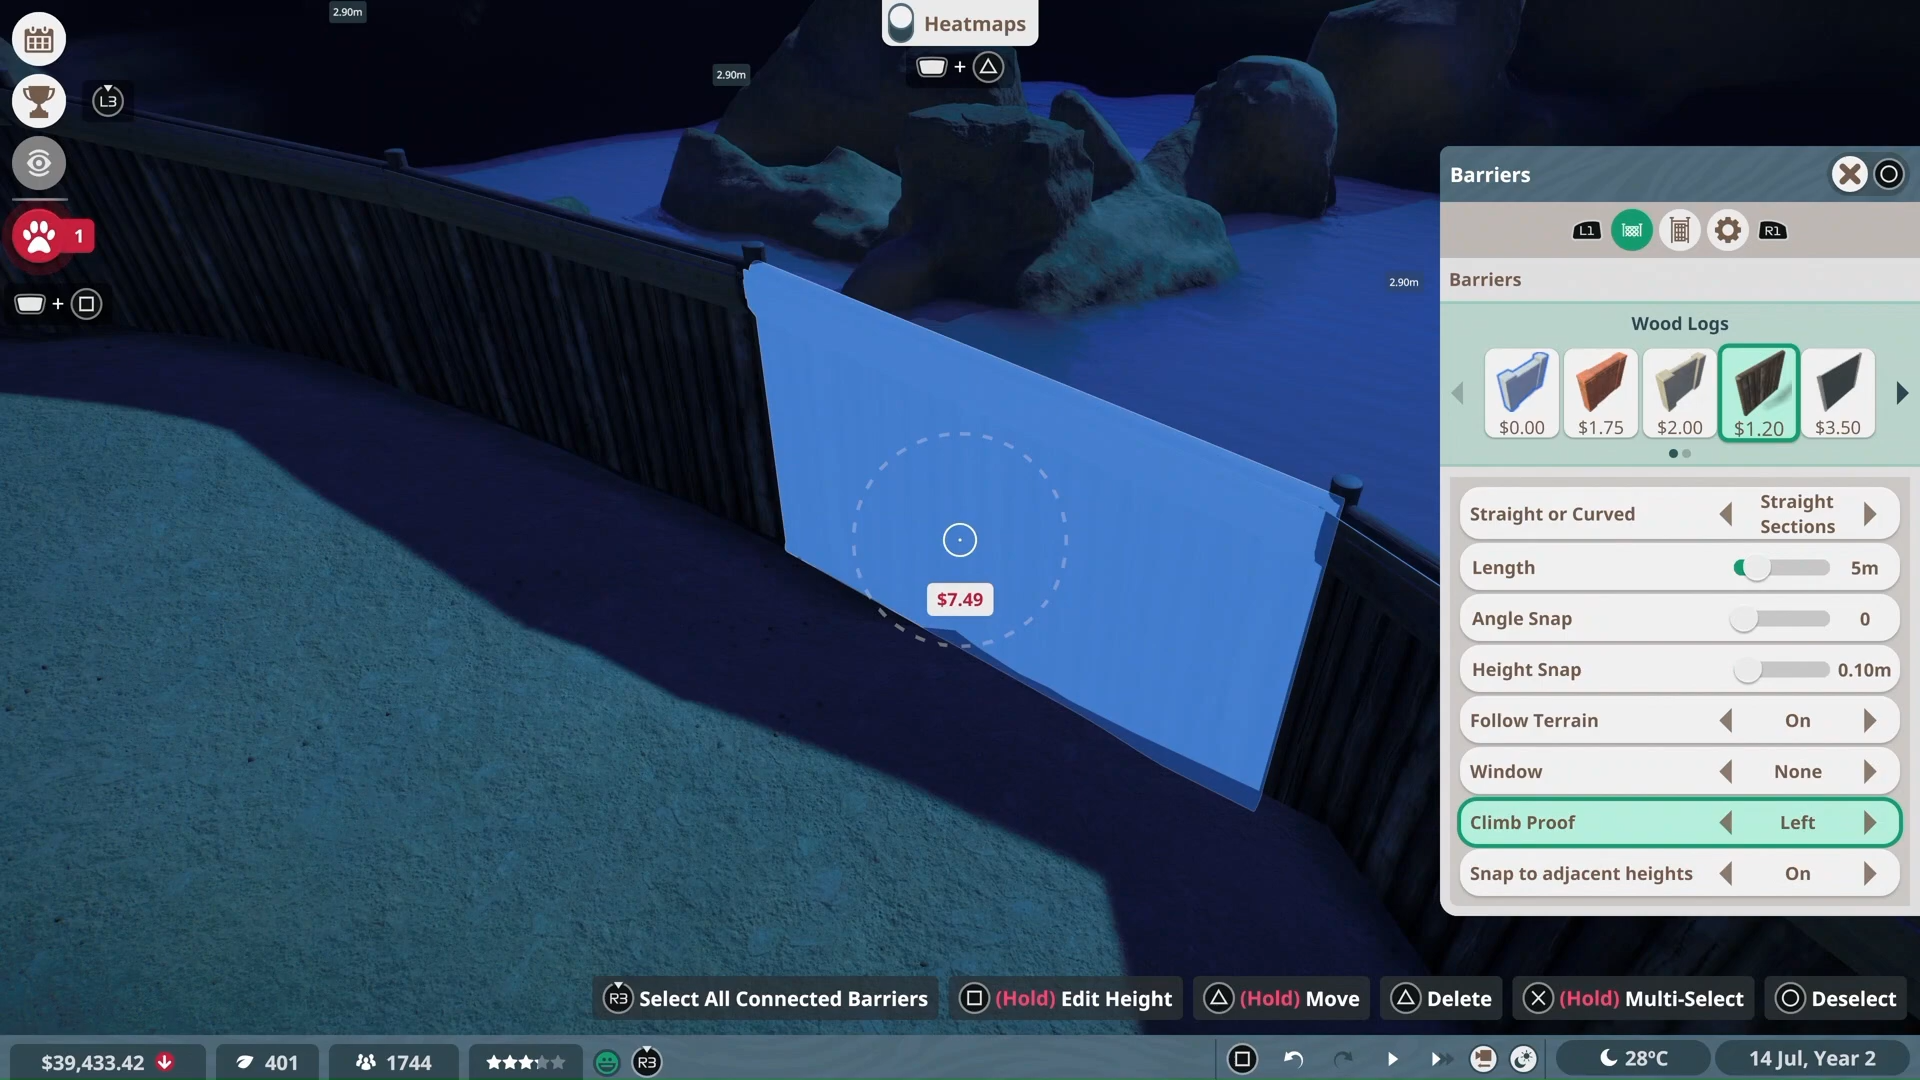 2.90m
Heatmaps
+
2.90m
L3
1
+
2.90m
$7.49
Barriers
L1
R1
Barriers
Wood Logs
$0.00
$1.75
$2.00
$1.20
$3.50
Straight or Curved
Straight
Sections
Length
5m
Angle Snap
0
Height Snap
0.10m
Follow Terrain
On
Window
None
Climb Proof
Left
Snap to adjacent heights
On
R3 Select All Connected Barriers
(Hold) Edit Height
(Hold) Move
Delete
(Hold) Multi-Select
Deselect
$39,433.42
401
1744
R3
28°C
14 Jul, Year 2